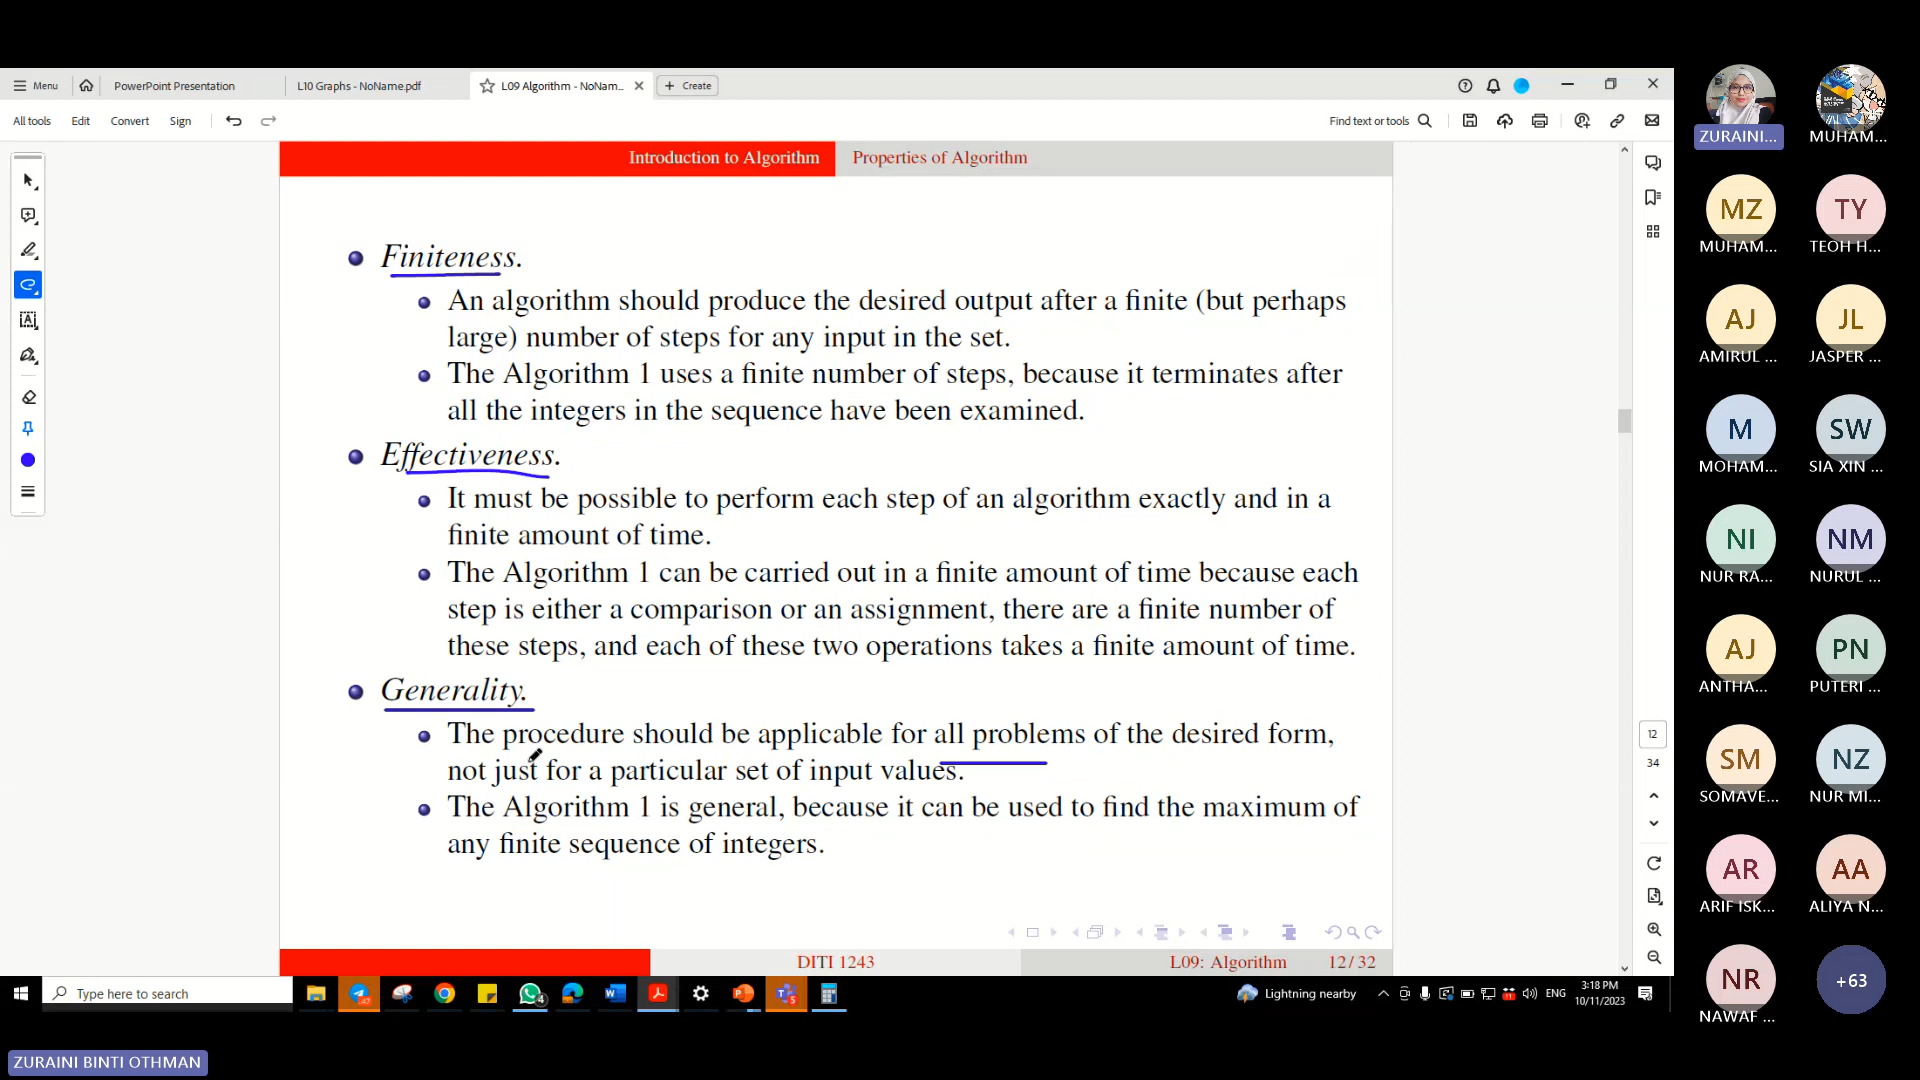 Menu
PowerPoint Presentation
L10 Graphs - NoName.pdf
L09 Algorithm - NoNam...
Create
All tools
Edit
Convert
Sign
Find text or tools
Introduction to Algorithm
Properties of Algorithm
Finiteness.
An algorithm should produce the desired output after a finite (but perhaps
large) number of steps for any input in the set.
The Algorithm 1 uses a finite number of steps, because it terminates after
all the integers in the sequence have been examined.
Effectiveness.
It must be possible to perform each step of an algorithm exactly and in a
finite amount of time.
The Algorithm 1 can be carried out in a finite amount of time because each
step is either a comparison or an assignment, there are a finite number of
these steps, and each of these two operations takes a finite amount of time.
Generality.
The procedure should be applicable for all problems of the desired form,
not just for a particular set of input values.
The Algorithm 1 is general, because it can be used to find the maximum of
any finite sequence of integers.
DITI 1243
L09: Algorithm
12 / 32
12
34
Type here to search
4
Lightning nearby
ENG
3:18 PM
10/11/2023
ZURAINI...
MUHAM...
MZ
MUHAM...
TY
TEOH H...
AJ
AMIRUL ...
JL
JASPER ...
M
MOHAM...
SW
SIA XIN ...
NI
NUR RA...
NM
NURUL ...
AJ
ANTHA...
PN
PUTERI ...
SM
SOMAVE...
NZ
NUR MI...
AR
ARIF ISK...
AA
ALIYA N...
NR
NAWAF ...
+63
ZURAINI BINTI OTHMAN